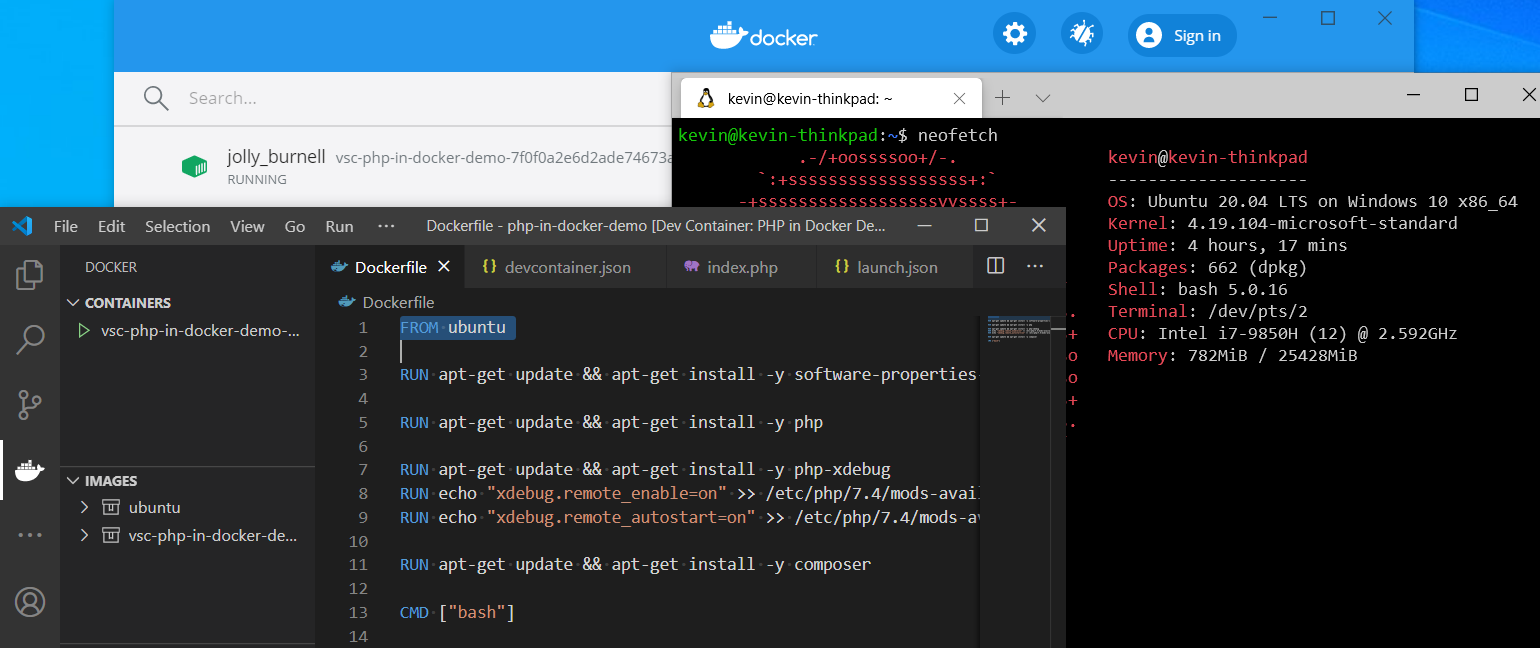 docker
Sign in
Search...
jolly_burnell vsc-php-in-docker-demo-7f0f0a2e6d2ade74673a
RUNNING
kevin@kevin-thinkpad: ~
kevin@kevin-thinkpad:~$ neofetch
.-/+oossssoo+/-.
`:+ssssssssssssssssss+:`
-+ssssssssssssssssssyyssss+-
kevin@kevin-thinkpad
--------------------
OS: Ubuntu 20.04 LTS on Windows 10 x86_64
Kernel: 4.19.104-microsoft-standard
Uptime: 4 hours, 17 mins
Packages: 662 (dpkg)
Shell: bash 5.0.16
Terminal: /dev/pts/2
CPU: Intel i7-9850H (12) @ 2.592GHz
Memory: 782MiB / 25428MiB
.
+
o
o
+
.
File Edit Selection View Go Run ···
Dockerfile - php-in-docker-demo [Dev Container: PHP in Docker De...
DOCKER
CONTAINERS
vsc-php-in-docker-demo-...
IMAGES
ubuntu
vsc-php-in-docker-de...
Dockerfile
{} devcontainer.json
index.php
{} launch.json
···
Dockerfile
1 FROM ubuntu
2
3 RUN apt-get update && apt-get install -y software-properties
4
5 RUN apt-get update && apt-get install -y php
6
7 RUN apt-get update && apt-get install -y php-xdebug
8 RUN echo "xdebug.remote_enable=on" >> /etc/php/7.4/mods-avail
9 RUN echo "xdebug.remote_autostart=on" >> /etc/php/7.4/mods-av
10
11 RUN apt-get update && apt-get install -y composer
12
13 CMD ["bash"]
14